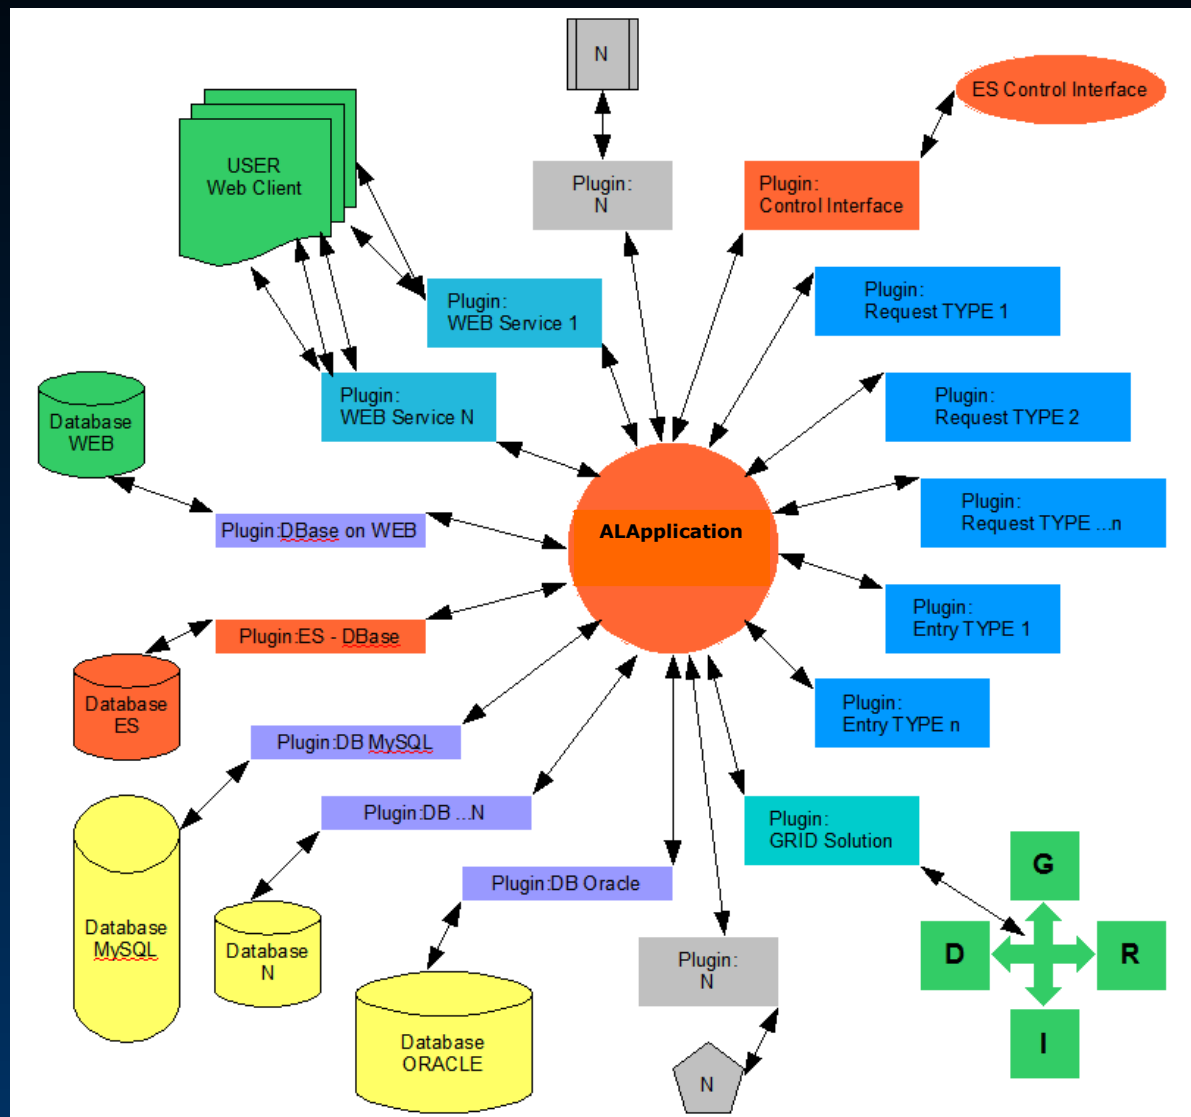 N
ES Control Interface
USER
Web Client
Plugin:
N
Plugin:
Control Interface
Plugin:
WEB Service 1
Plugin:
Request TYPE 1
Plugin:
WEB Service N
Plugin:
Request TYPE 2
Database
WEB
Plugin:DBase on WEB
ALApplication
Plugin:
Request TYPE ...n
Plugin:
Entry TYPE 1
Plugin:ES - DBase
Database
ES
Plugin:
Entry TYPE n
Plugin:DB MySQL
Plugin:DB ...N
Plugin:
GRID Solution
Plugin:DB Oracle
Database
MySQL
Database
N
Database
ORACLE
Plugin:
N
N
G
D
R
I